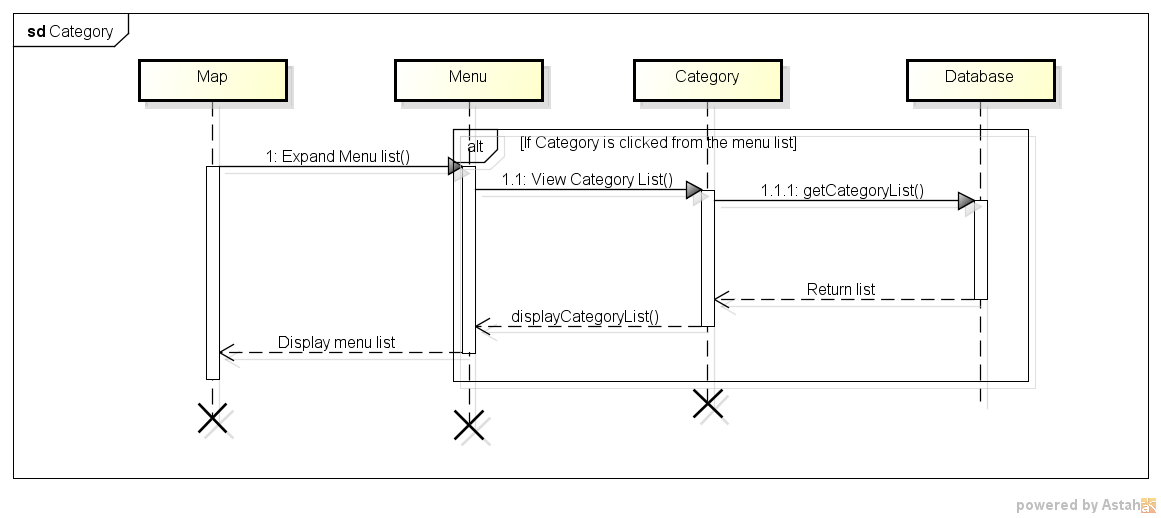 sd Category
Map
Menu
Category
Database
alt
[If Category is clicked from the menu list]
1: Expand Menu list()
1.1: View Category List()
1.1.1: getCategoryList()
Return list
displayCategoryList()
Display menu list
powered by Astah